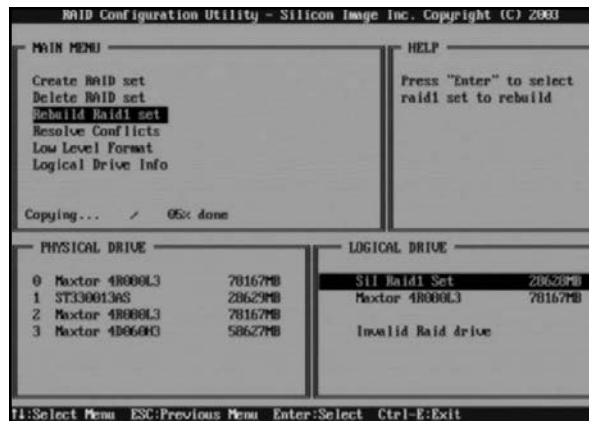 RAID Configuration Utility - Silicon Image Inc. Copyright (C) 2003
MAIN MENU
Create RAID set
Delete RAID set
Rebuild Raid1 set
Resolve Conflicts
Low Level Format
Logical Drive Info
Copying... / 05% done
HELP
Press "Enter" to select
raid1 set to rebuild
PHYSICAL DRIVE
0 Maxtor 4R080L3 78167MB
1 ST330013AS 28629MB
2 Maxtor 4R080L3 78167MB
3 Maxtor 4D060H3 58627MB
LOGICAL DRIVE
SiI Raid1 Set 28628MB
Maxtor 4R080L3 78167MB
Invalid Raid drive
↑↓:Select Menu ESC:Previous Menu Enter:Select Ctrl-E:Exit